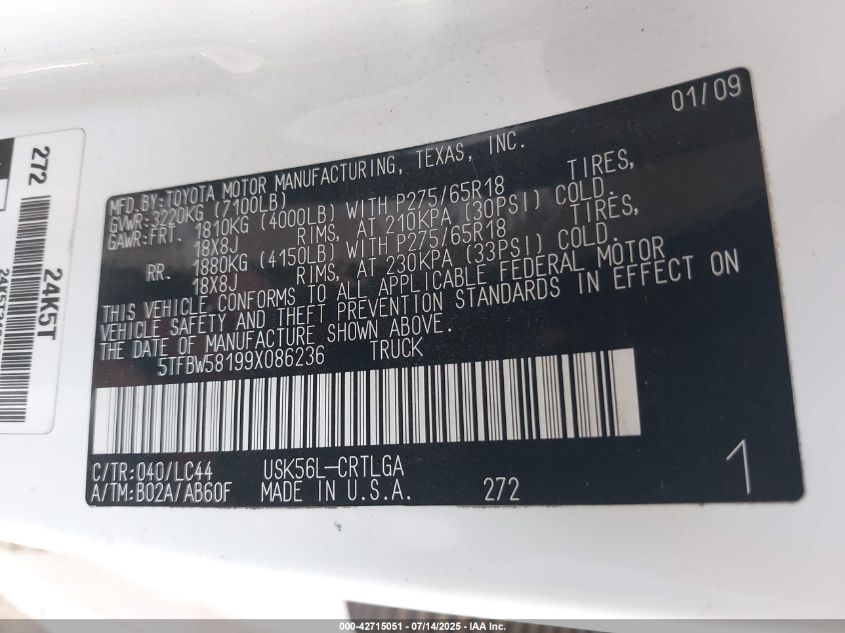 01/09
MFD.BY:TOYOTA MOTOR MANUFACTURING, TEXAS, INC.
GVWR:3220KG (7100LB)
GAWR:FRT. 1810KG (4000LB) WITH P275/65R18 TIRES,
18X8J RIMS, AT 210KPA (30PSI) COLD.
RR. 1880KG (4150LB) WITH P275/65R18 TIRES,
18X8J RIMS, AT 230KPA (33PSI) COLD.
THIS VEHICLE CONFORMS TO ALL APPLICABLE FEDERAL MOTOR
VEHICLE SAFETY AND THEFT PREVENTION STANDARDS IN EFFECT ON
THE DATE OF MANUFACTURE SHOWN ABOVE.
5TFBW58199X086236 TRUCK
C/TR:040/LC44 USK56L-CRTLGA
A/TM:B02A/AB60F MADE IN U.S.A. 272
1
272
24K5T
000-42715051 - 07/14/2025 - IAA Inc.